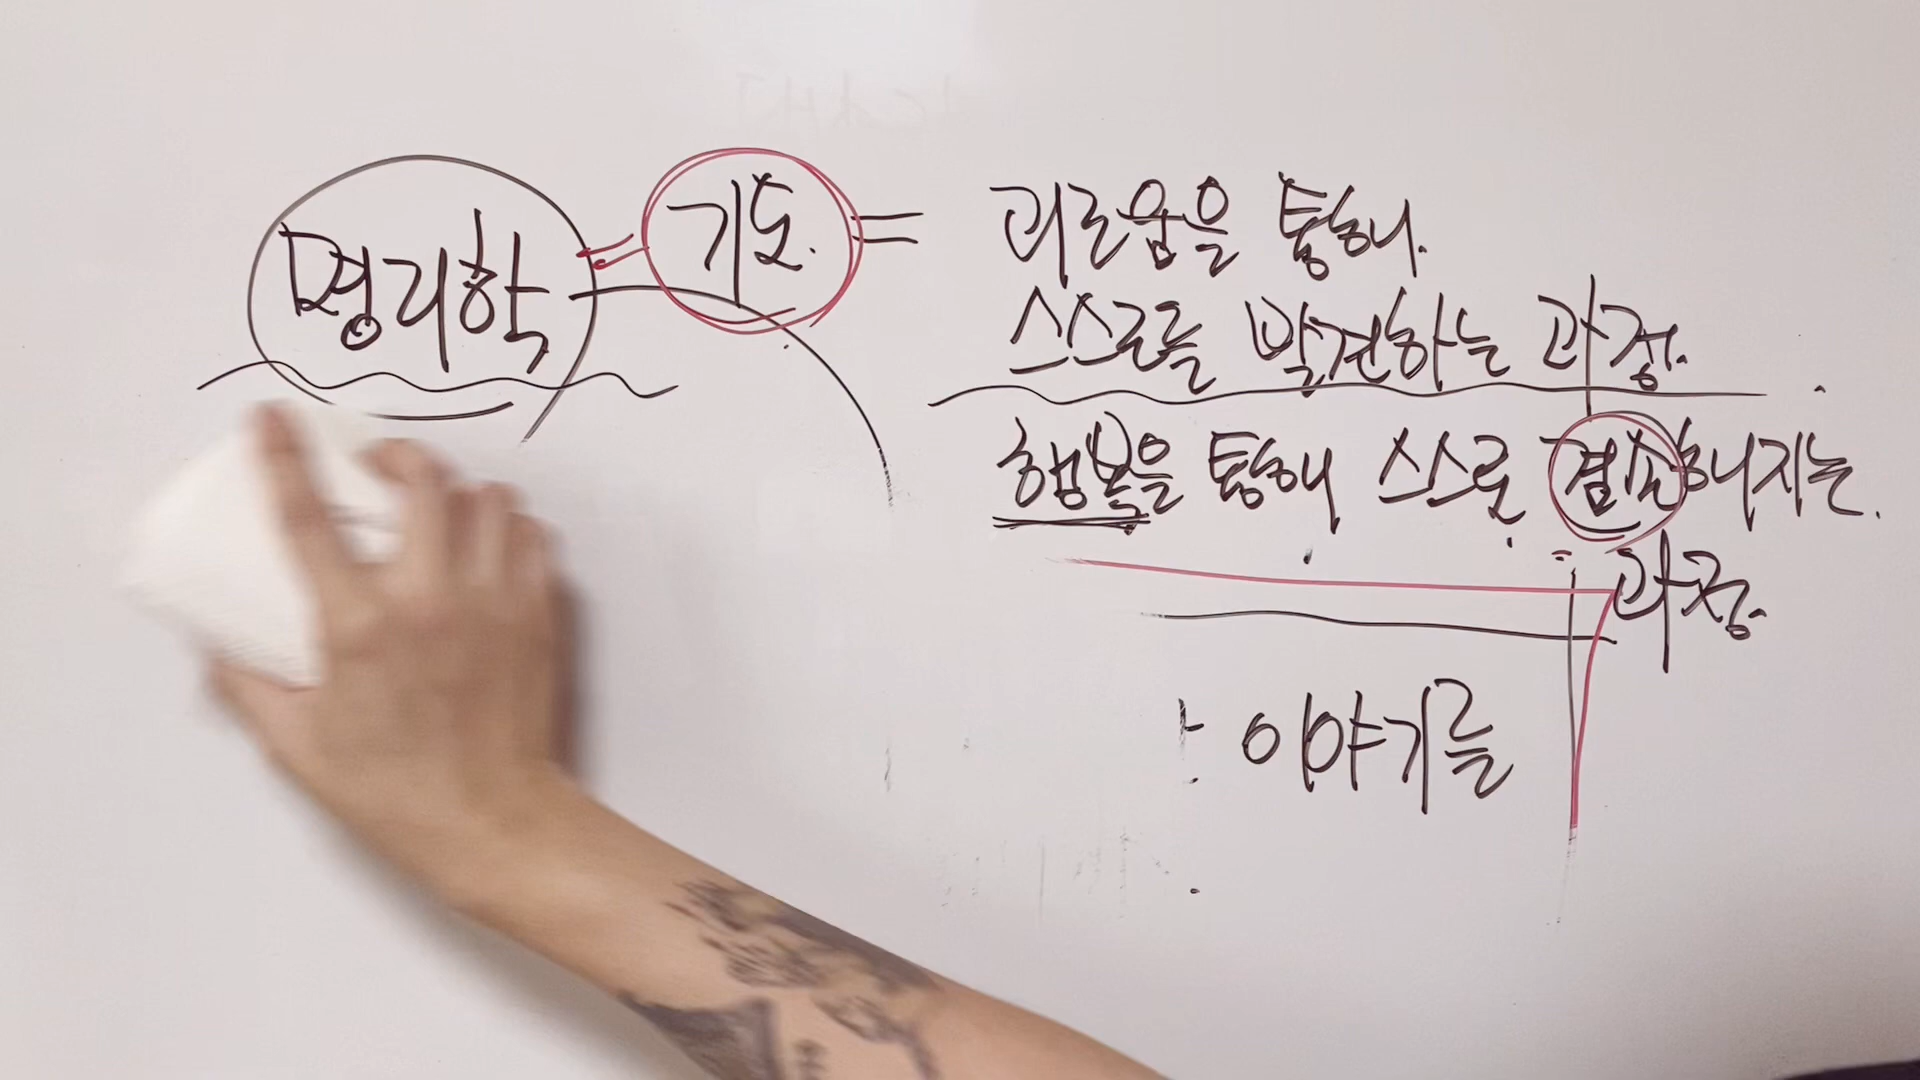 명리학 = 기도. = 괴로움을 통해.
스스로를 발견하는 과정.
행복을 통해 스스로 겸손해지는.
과정.
이야기를